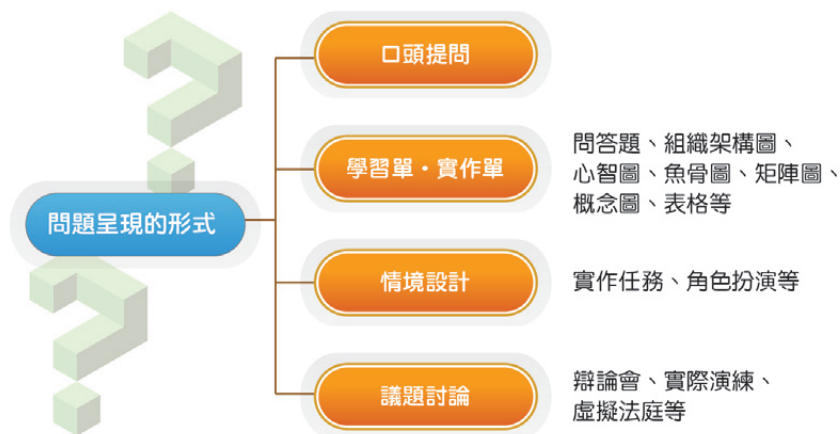 問題呈現的形式
口頭提問
學習單・實作單
問答題、組織架構圖、
心智圖、魚骨圖、矩陣圖、
概念圖、表格等
情境設計
實作任務、角色扮演等
議題討論
辯論會、實際演練、
虛擬法庭等